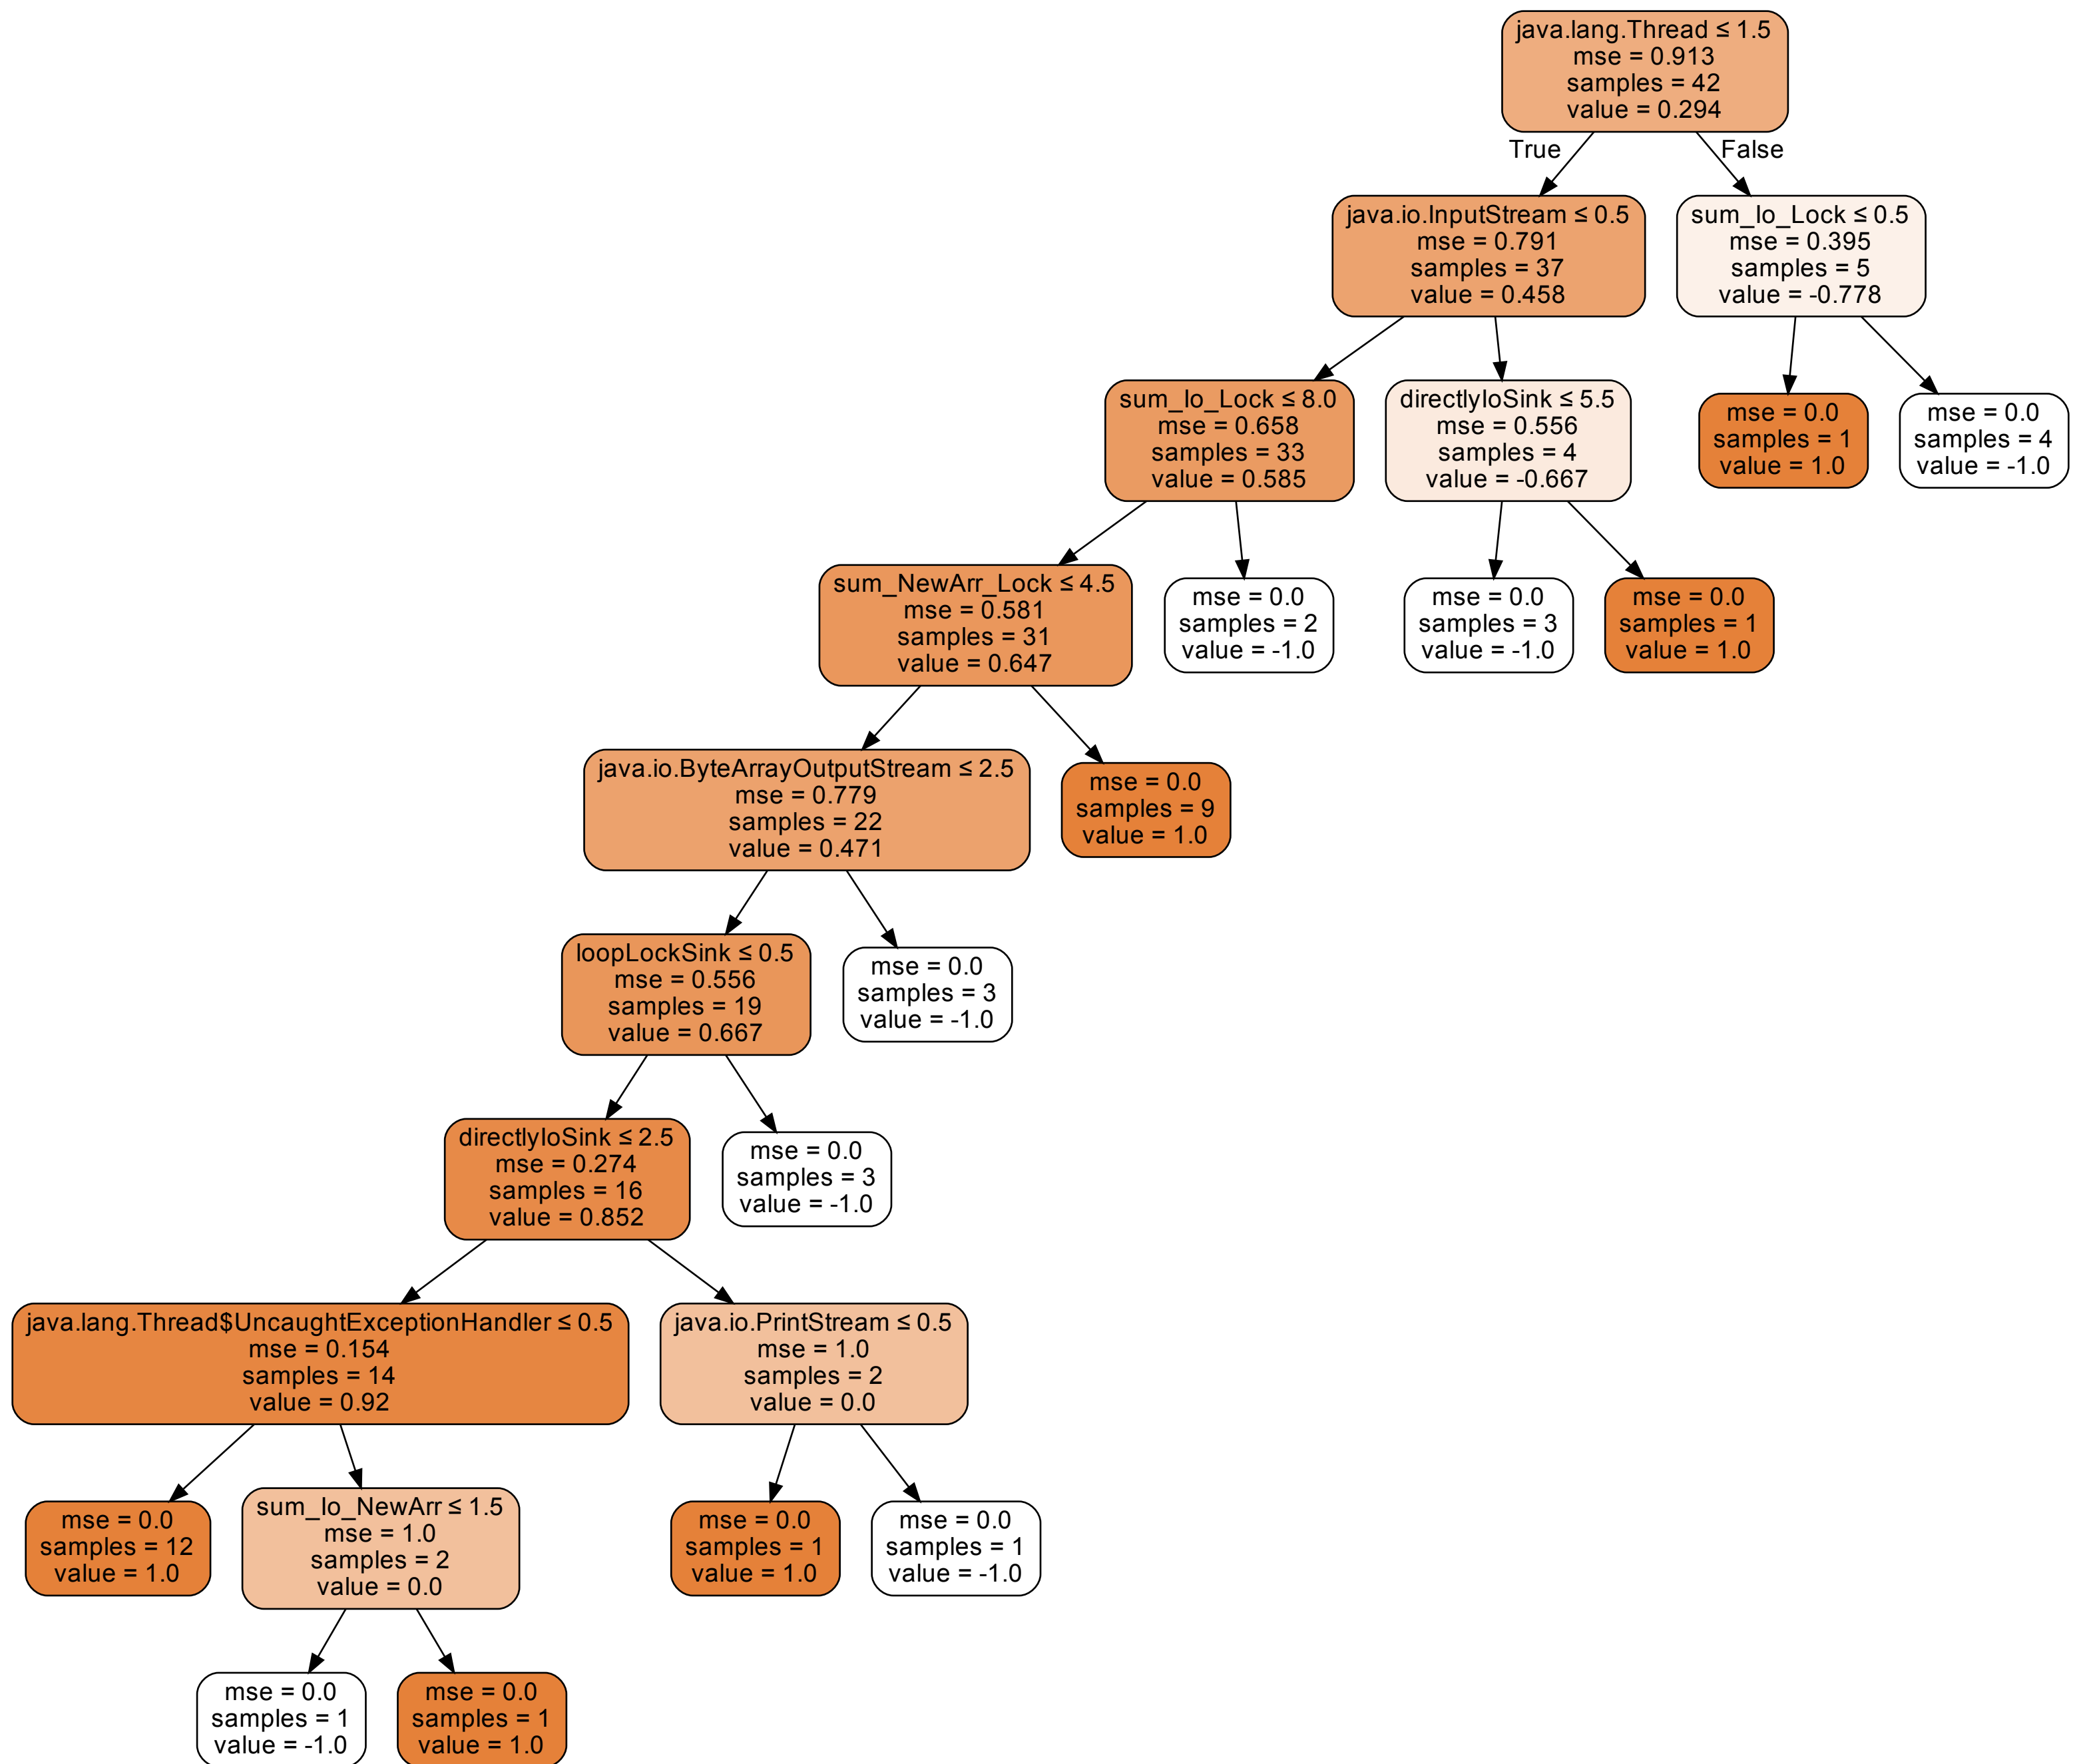 java.lang.Thread ≤ 1.5
mse = 0.913
samples = 42
value = 0.294
True
False
java.io.InputStream ≤ 0.5
mse = 0.791
samples = 37
value = 0.458
sum_Io_Lock ≤ 0.5
mse = 0.395
samples = 5
value = -0.778
sum_Io_Lock ≤ 8.0
mse = 0.658
samples = 33
value = 0.585
directlyIoSink ≤ 5.5
mse = 0.556
samples = 4
value = -0.667
mse = 0.0
samples = 1
value = 1.0
mse = 0.0
samples = 4
value = -1.0
sum_NewArr_Lock ≤ 4.5
mse = 0.581
samples = 31
value = 0.647
mse = 0.0
samples = 2
value = -1.0
mse = 0.0
samples = 3
value = -1.0
mse = 0.0
samples = 1
value = 1.0
java.io.ByteArrayOutputStream ≤ 2.5
mse = 0.779
samples = 22
value = 0.471
mse = 0.0
samples = 9
value = 1.0
loopLockSink ≤ 0.5
mse = 0.556
samples = 19
value = 0.667
mse = 0.0
samples = 3
value = -1.0
directlyIoSink ≤ 2.5
mse = 0.274
samples = 16
value = 0.852
mse = 0.0
samples = 3
value = -1.0
java.lang.Thread$UncaughtExceptionHandler ≤ 0.5
mse = 0.154
samples = 14
value = 0.92
java.io.PrintStream ≤ 0.5
mse = 1.0
samples = 2
value = 0.0
mse = 0.0
samples = 12
value = 1.0
sum_Io_NewArr ≤ 1.5
mse = 1.0
samples = 2
value = 0.0
mse = 0.0
samples = 1
value = 1.0
mse = 0.0
samples = 1
value = -1.0
mse = 0.0
samples = 1
value = -1.0
mse = 0.0
samples = 1
value = 1.0